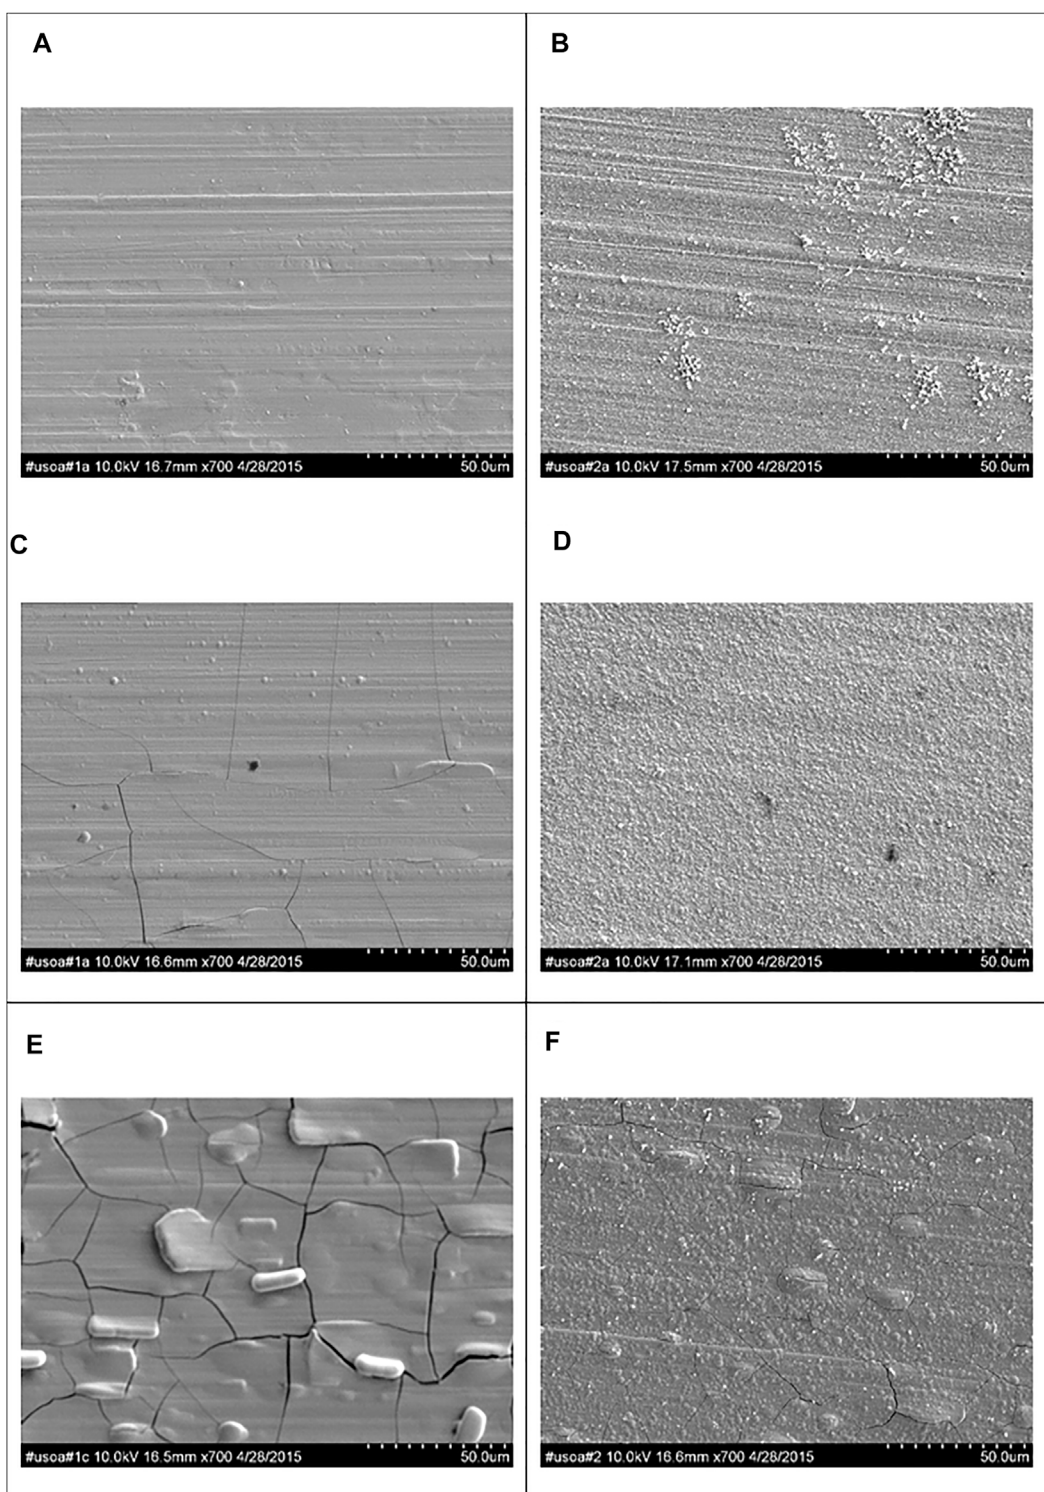 A
B
#usoa#1a 10.0kV 16.7mm x700 4/28/2015 50.0um
#usoa#2a 10.0kV 17.5mm x700 4/28/2015 50.0um
C
D
#usoa#1a 10.0kV 16.6mm x700 4/28/2015 50.0um
#usoa#2a 10.0kV 17.1mm x700 4/28/2015 50.0um
E
F
#usoa#1c 10.0kV 16.5mm x700 4/28/2015 50.0um
#usoa#2 10.0kV 16.6mm x700 4/28/2015 50.0um